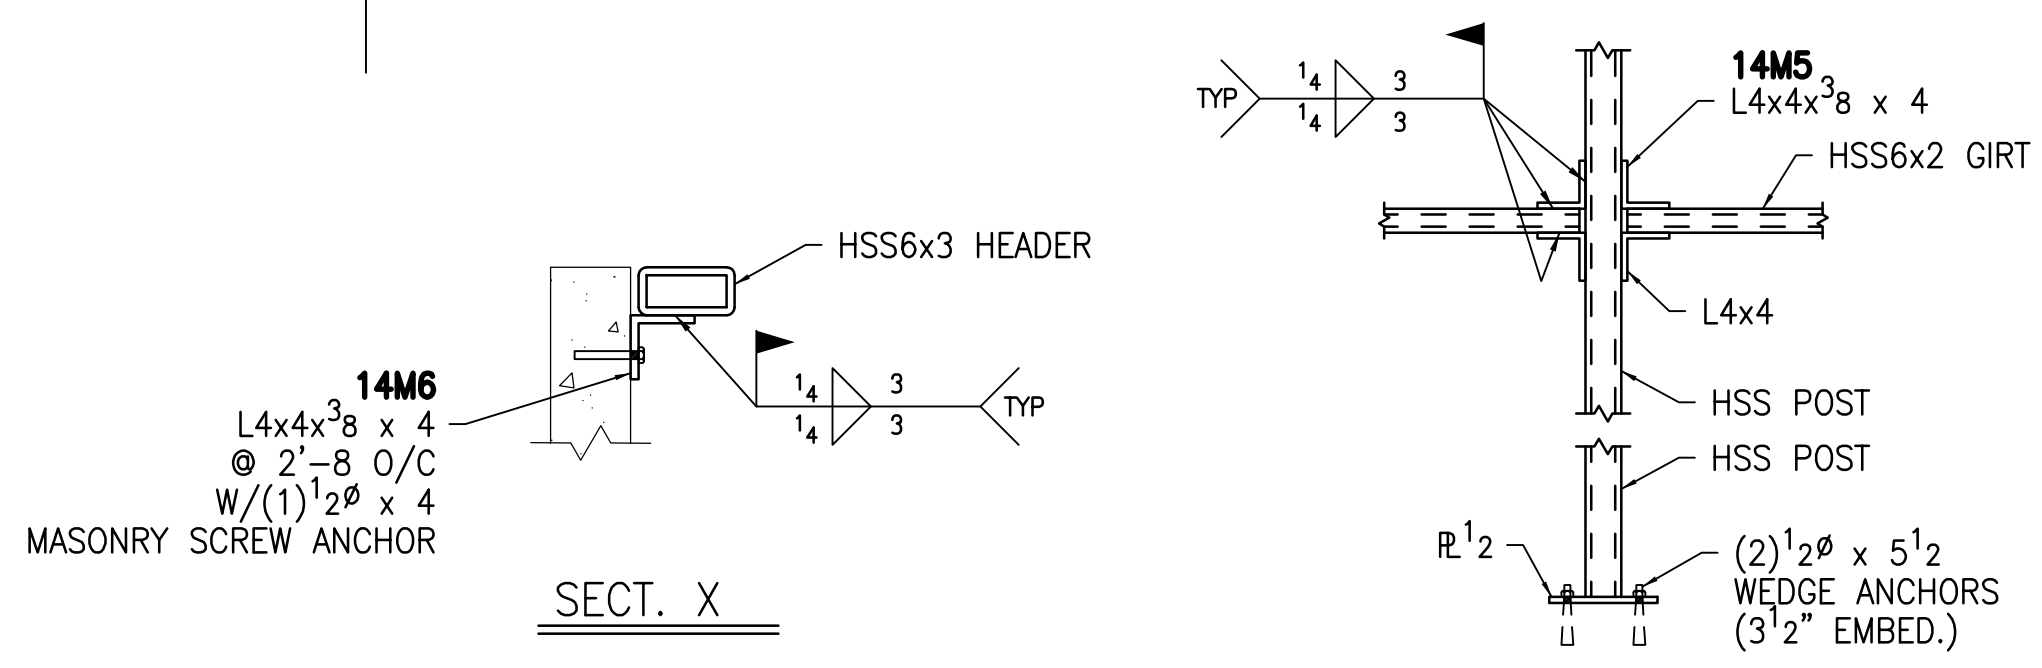 HSS6x3 HEADER
14M6
L4x4x3/8 x 4
@ 2'-8 O/C
W/(1)1/2ø x 4
MASONRY SCREW ANCHOR
1/4 3
1/4 3
TYP
SECT. X
TYP
1/4 3
1/4 3
14M5
L4x4x3/8 x 4
HSS6x2 GIRT
L4x4
HSS POST
HSS POST
PL 1/2
(2)1/2ø x 5 1/2
WEDGE ANCHORS
(3 1/2" EMBED.)